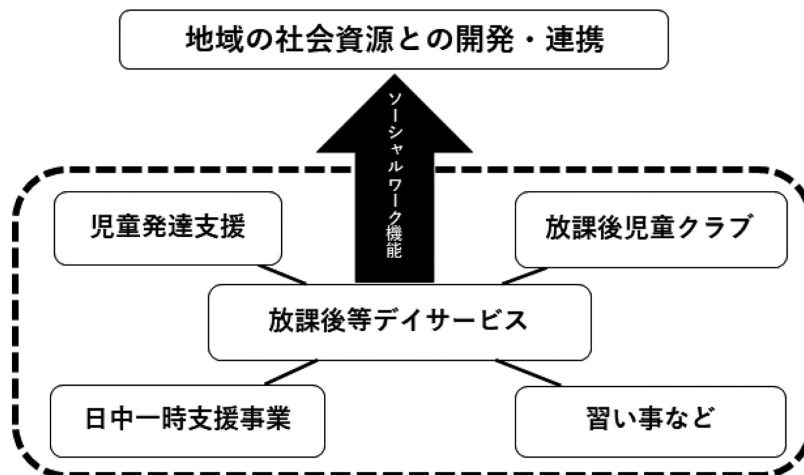 地域の社会資源との開発・連携
ソーシャルワーク機能
児童発達支援
放課後児童クラブ
放課後等デイサービス
日中一時支援事業
習い事など